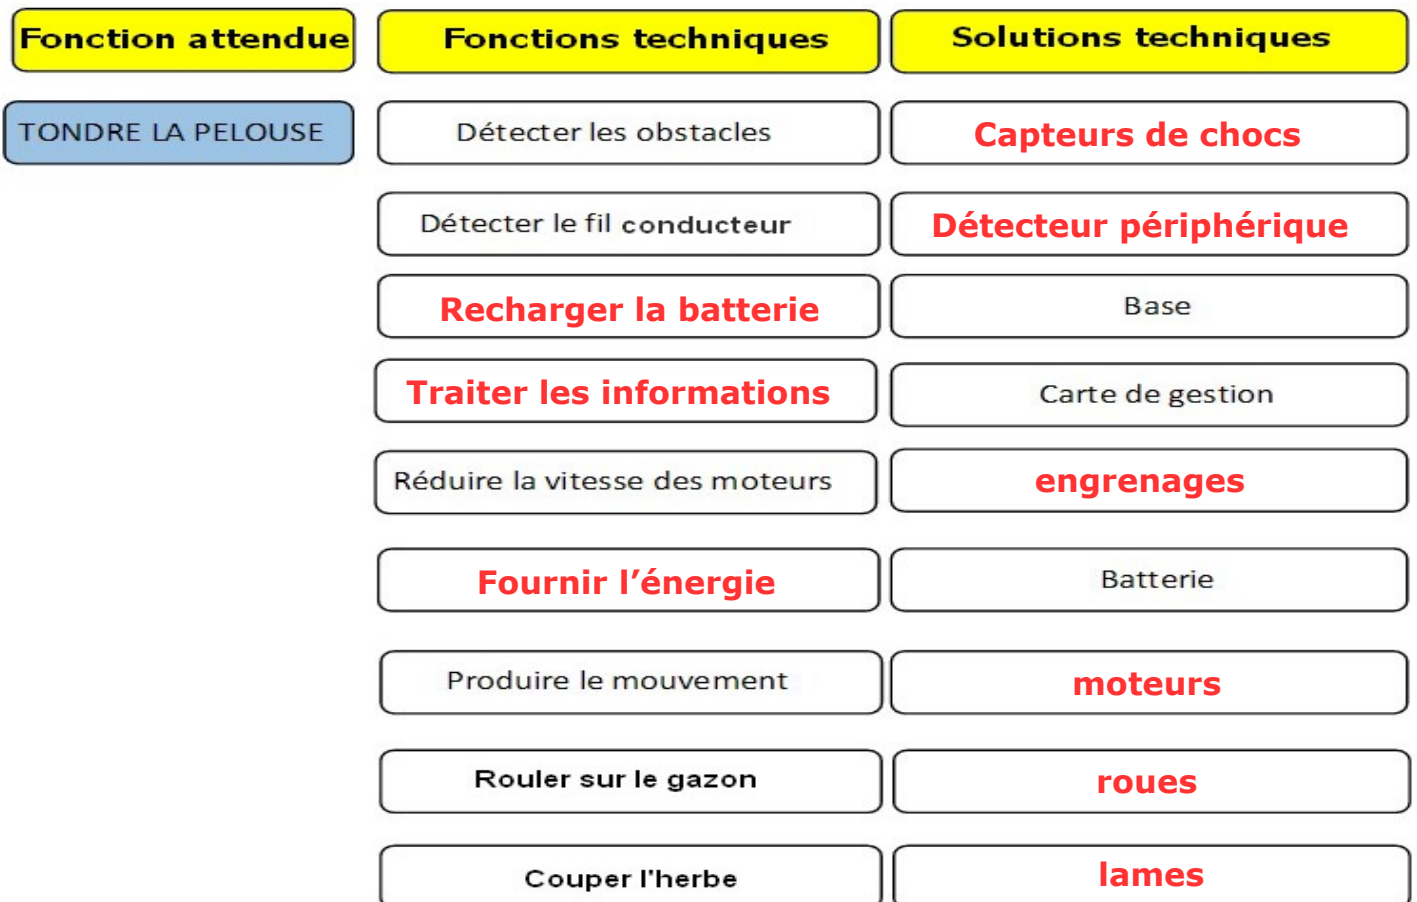 Fonction attendue Fonctions techniques Solutions techniques
TONDRE LA PELOUSE Détecter les obstacles Capteurs de chocs
Détecter le fil conducteur Détecteur périphérique
Recharger la batterie Base
Traiter les informations Carte de gestion
Réduire la vitesse des moteurs engrenages
Fournir l’énergie Batterie
Produire le mouvement moteurs
Rouler sur le gazon roues
Couper l'herbe lames